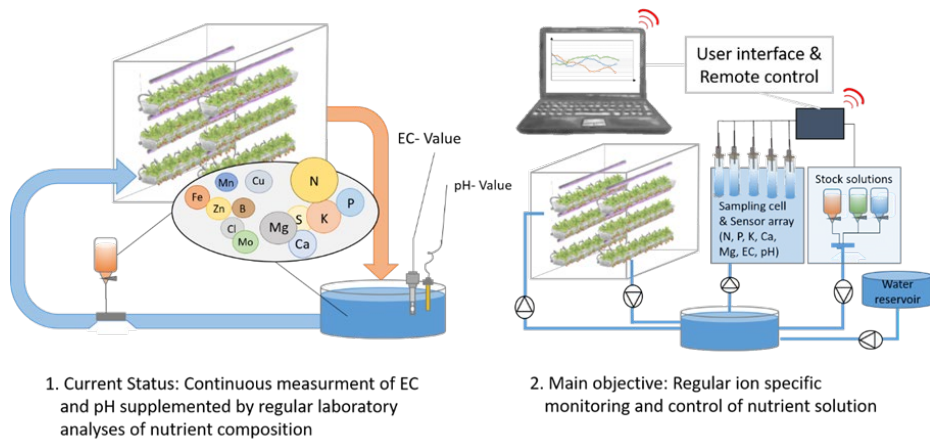 EC- Value
pH- Value
Mn
Cu
N
Fe
P
Zn
B
S
K
Cl
Mg
Mo
Ca
1. Current Status: Continuous measurment of EC
and pH supplemented by regular laboratory
analyses of nutrient composition
User interface &
Remote control
Sampling cell
& Sensor array
(N, P, K, Ca,
Mg, EC, pH)
Stock solutions
Water
reservoir
2. Main objective: Regular ion specific
monitoring and control of nutrient solution